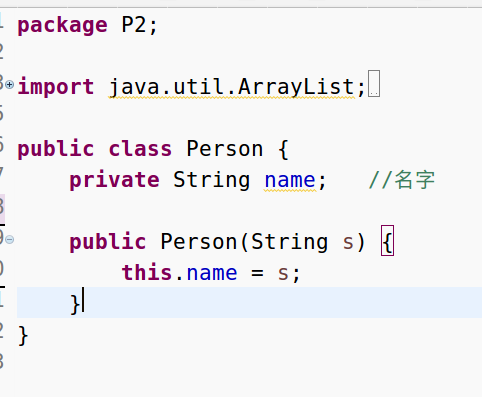 package P2;
import java.util.ArrayList;
public class Person {
private String name; //名字
public Person(String s) {
this.name = s;
}
}